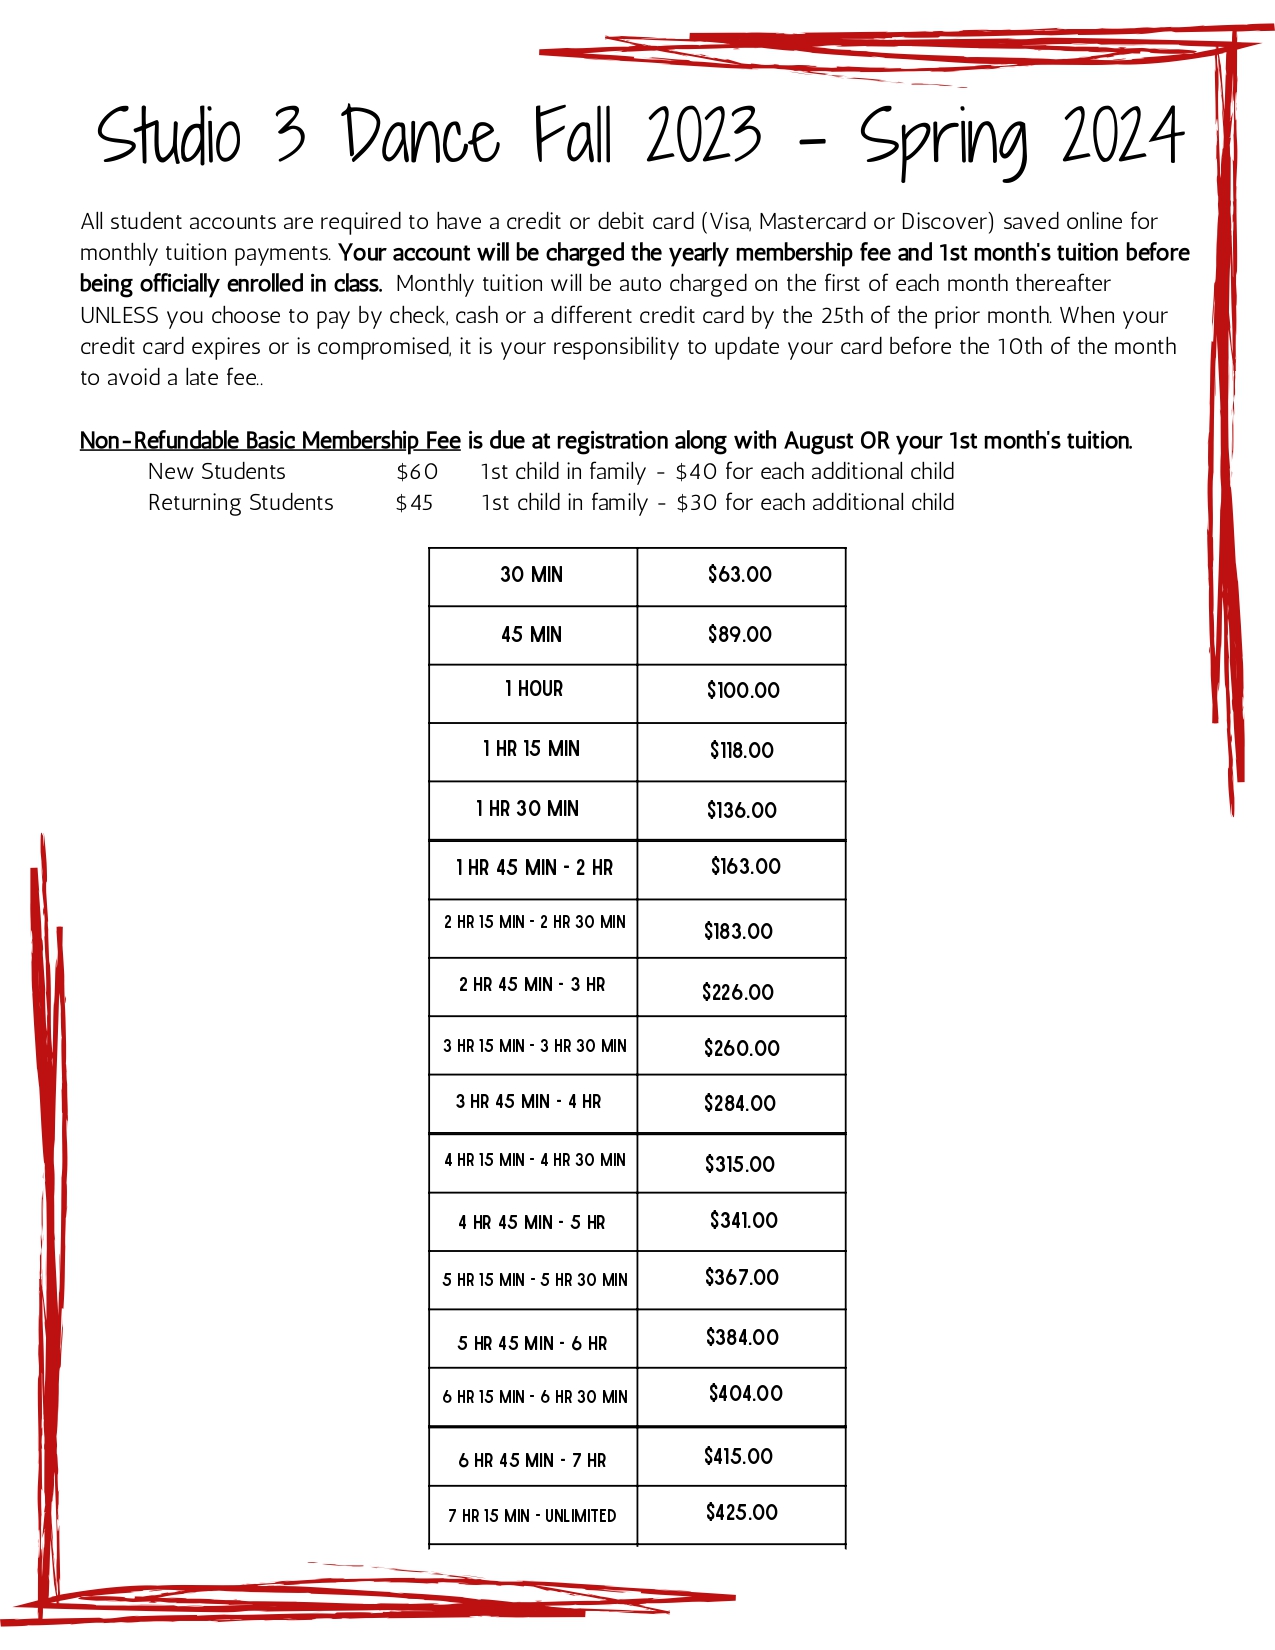 Studio 3 Dance Fall 2023 - Spring 2024
All student accounts are required to have a credit or debit card (Visa, Mastercard or Discover) saved online for
monthly tuition payments. Your account will be charged the yearly membership fee and 1st month's tuition before
being officially enrolled in class. Monthly tuition will be auto charged on the first of each month thereafter
UNLESS you choose to pay by check, cash or a different credit card by the 25th of the prior month. When your
credit card expires or is compromised, it is your responsibility to update your card before the 10th of the month
to avoid a late fee..
Non-Refundable Basic Membership Fee is due at registration along with August OR your 1st month's tuition.
New Students $60 1st child in family - $40 for each additional child
Returning Students $45 1st child in family - $30 for each additional child
30 MIN $63.00
45 MIN $89.00
1 HOUR $100.00
1 HR 15 MIN $118.00
1 HR 30 MIN $136.00
1 HR 45 MIN - 2 HR $163.00
2 HR 15 MIN - 2 HR 30 MIN $183.00
2 HR 45 MIN - 3 HR $226.00
3 HR 15 MIN - 3 HR 30 MIN $260.00
3 HR 45 MIN - 4 HR $284.00
4 HR 15 MIN - 4 HR 30 MIN $315.00
4 HR 45 MIN - 5 HR $341.00
5 HR 15 MIN - 5 HR 30 MIN $367.00
5 HR 45 MIN - 6 HR $384.00
6 HR 15 MIN - 6 HR 30 MIN $404.00
6 HR 45 MIN - 7 HR $415.00
7 HR 15 MIN - UNLIMITED $425.00